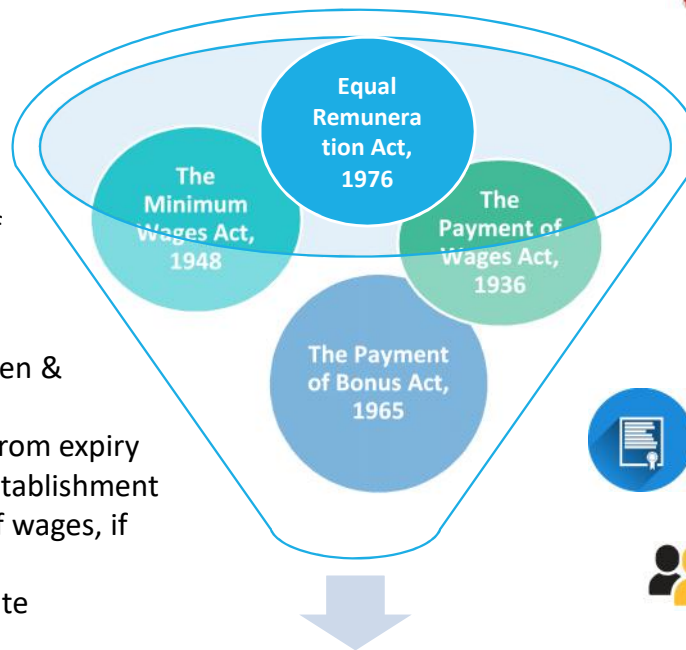 Equal
Remunera
tion Act,
1976
The
Minimum
Wages Act,
1948
The
Payment of
Wages Act,
1936
The Payment
of Bonus Act,
1965
f
en &
rom expiry
tablishment
f wages, if
te